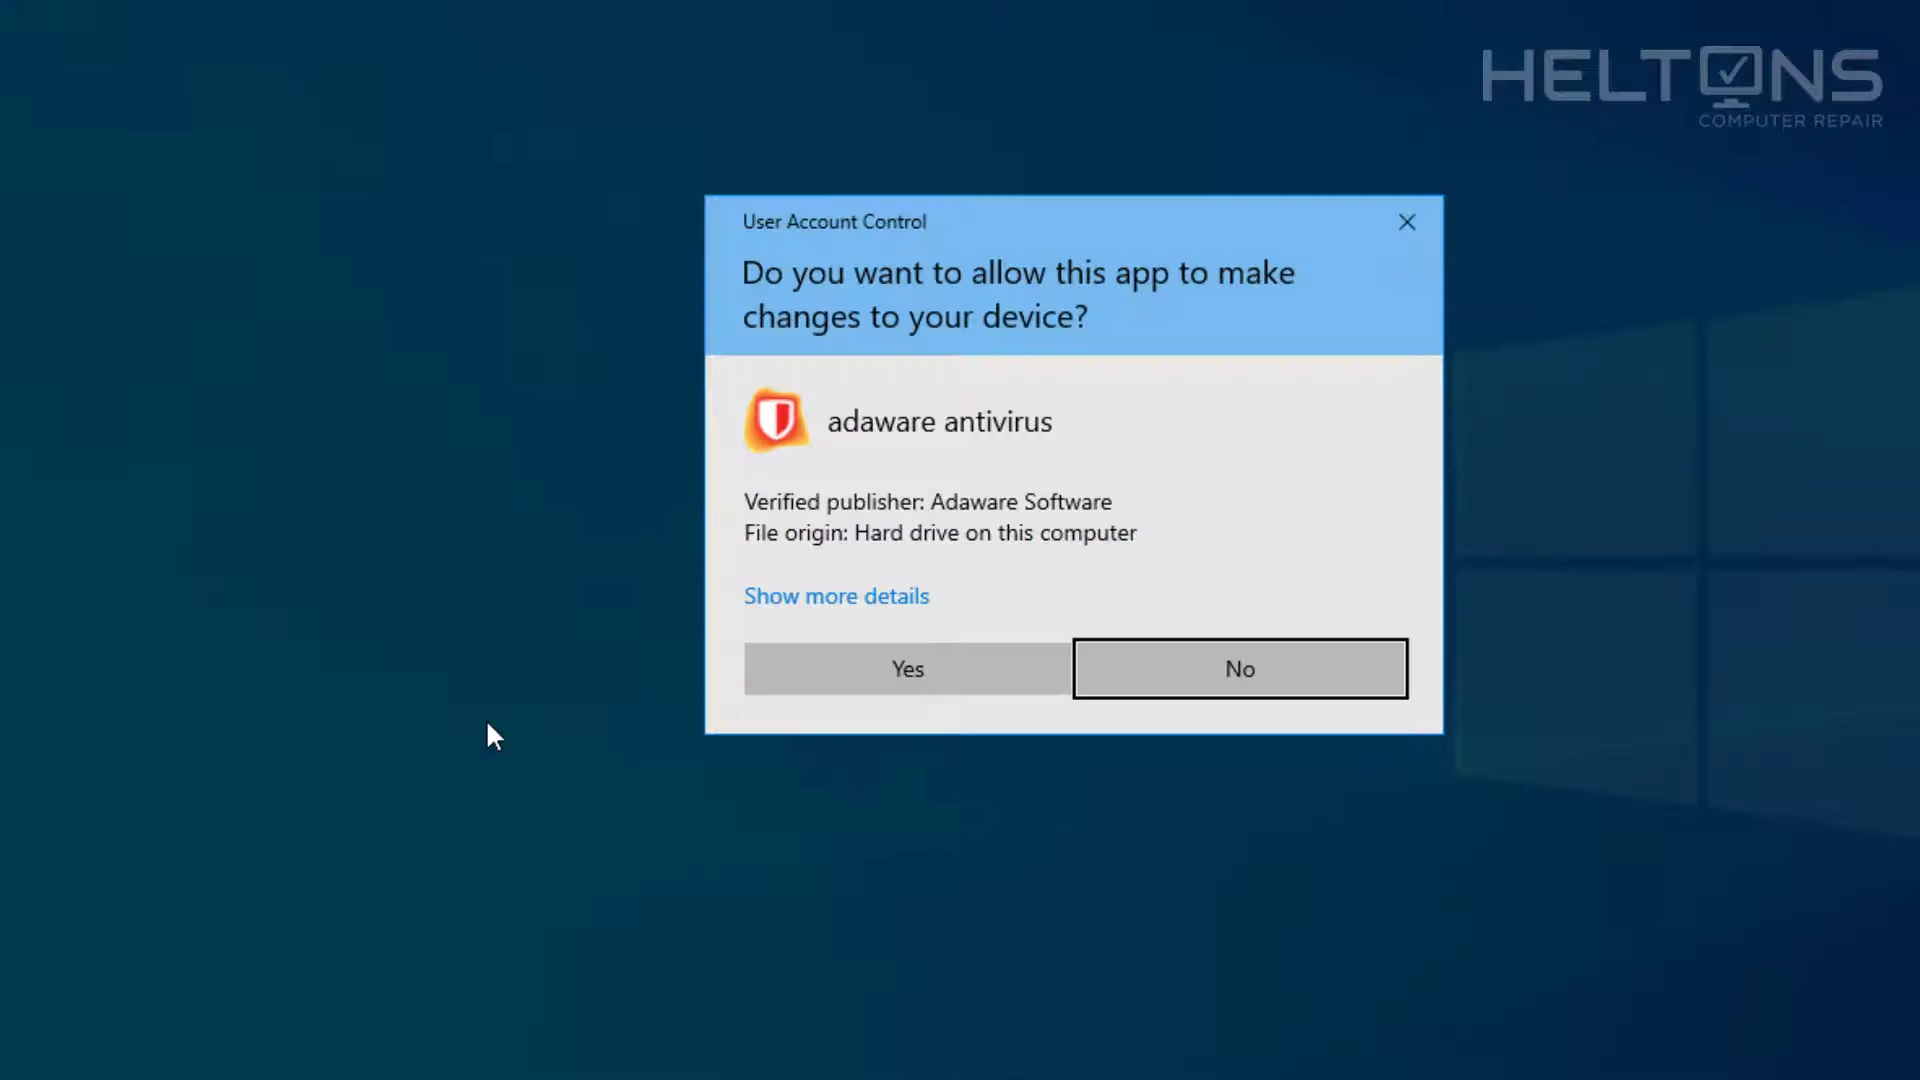 HELTONS
COMPUTER REPAIR
User Account Control
Do you want to allow this app to make
changes to your device?
adaware antivirus
Verified publisher: Adaware Software
File origin: Hard drive on this computer
Show more details
Yes
No